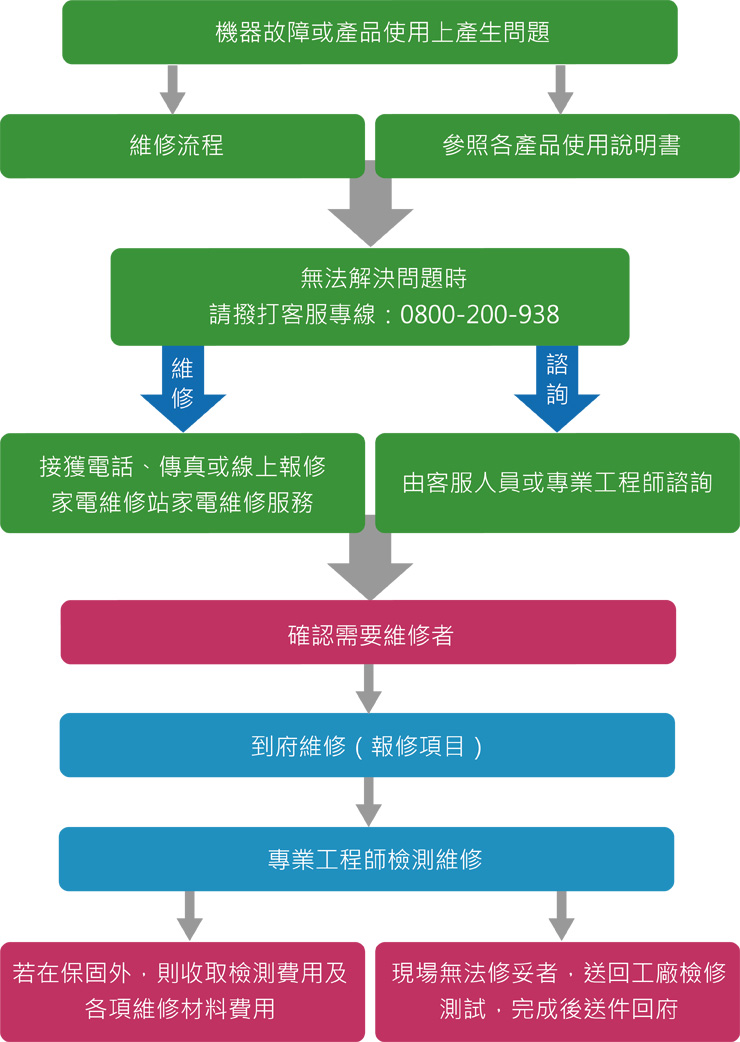 機器故障或產品使用上產生問題
維修流程
參照各產品使用說明書
無法解決問題時
請撥打客服專線：0800-200-938
維修
諮詢
接獲電話、傳真或線上報修
家電維修站家電維修服務
由客服人員或專業工程師諮詢
確認需要維修者
到府維修（報修項目）
專業工程師檢測維修
若在保固外，則收取檢測費用及
各項維修材料費用
現場無法修妥者，送回工廠檢修
測試，完成後送件回府